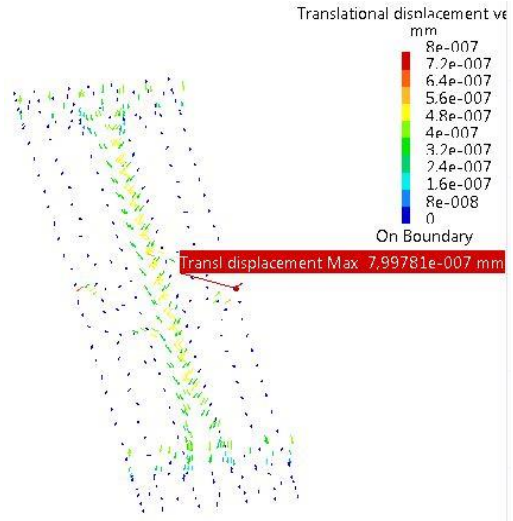 Translational displacement ve
mm
8e-007
7.2e-007
6.4e-007
5.6e-007
4.8e-007
4e-007
3.2e-007
2.4e-007
1.6e-007
8e-008
0
On Boundary
Transl displacement Max 7,99781e-007 mm